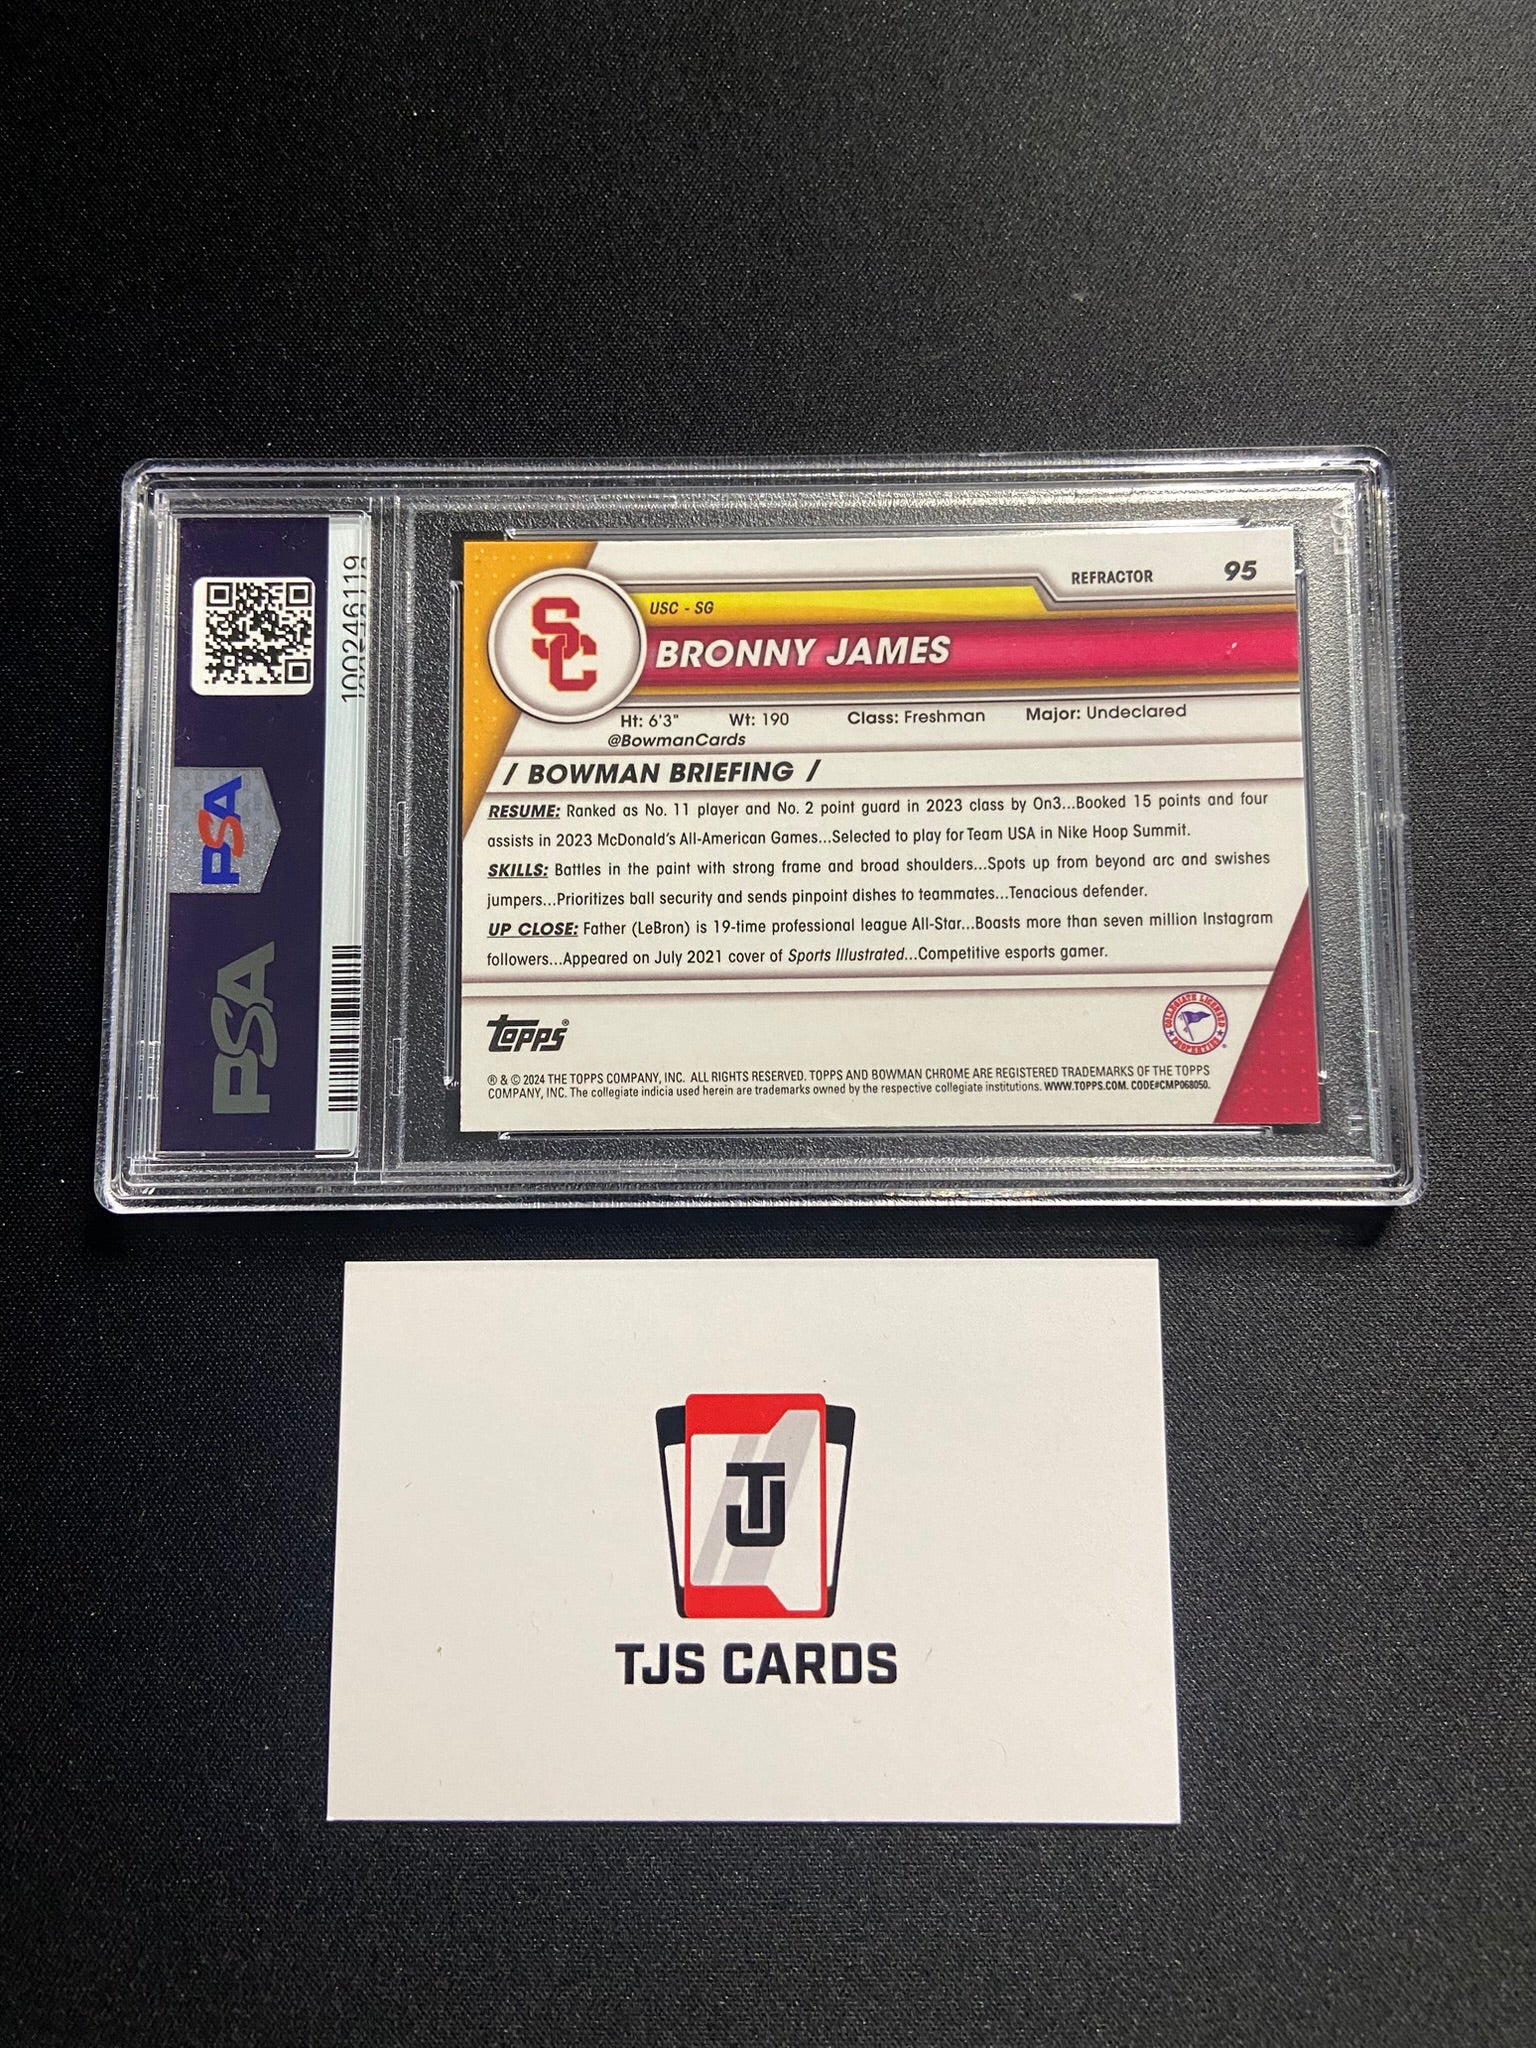 100246119
PSA
PSA
REFRACTOR 95
USC - SG
SC
BRONNY JAMES
Ht: 6'3" Wt: 190 Class: Freshman Major: Undeclared
@BowmanCards
/ BOWMAN BRIEFING /
RESUME: Ranked as No. 11 player and No. 2 point guard in 2023 class by On3...Booked 15 points and four
assists in 2023 McDonald's All-American Games...Selected to play for Team USA in Nike Hoop Summit.
SKILLS: Battles in the paint with strong frame and broad shoulders...Spots up from beyond arc and swishes
jumpers...Prioritizes ball security and sends pinpoint dishes to teammates...Tenacious defender.
UP CLOSE: Father (LeBron) is 19-time professional league All-Star...Boasts more than seven million Instagram
followers...Appeared on July 2021 cover of Sports Illustrated...Competitive esports gamer.
topps®
COLLEGIATE LICENSED
PROPERTIES
® & © 2024 THE TOPPS COMPANY, INC. ALL RIGHTS RESERVED. TOPPS AND BOWMAN CHROME ARE REGISTERED TRADEMARKS OF THE TOPPS
COMPANY, INC. The collegiate indicia used herein are trademarks owned by the respective collegiate institutions. WWW.TOPPS.COM. CODE#CMP068050.
TJ
TJS CARDS